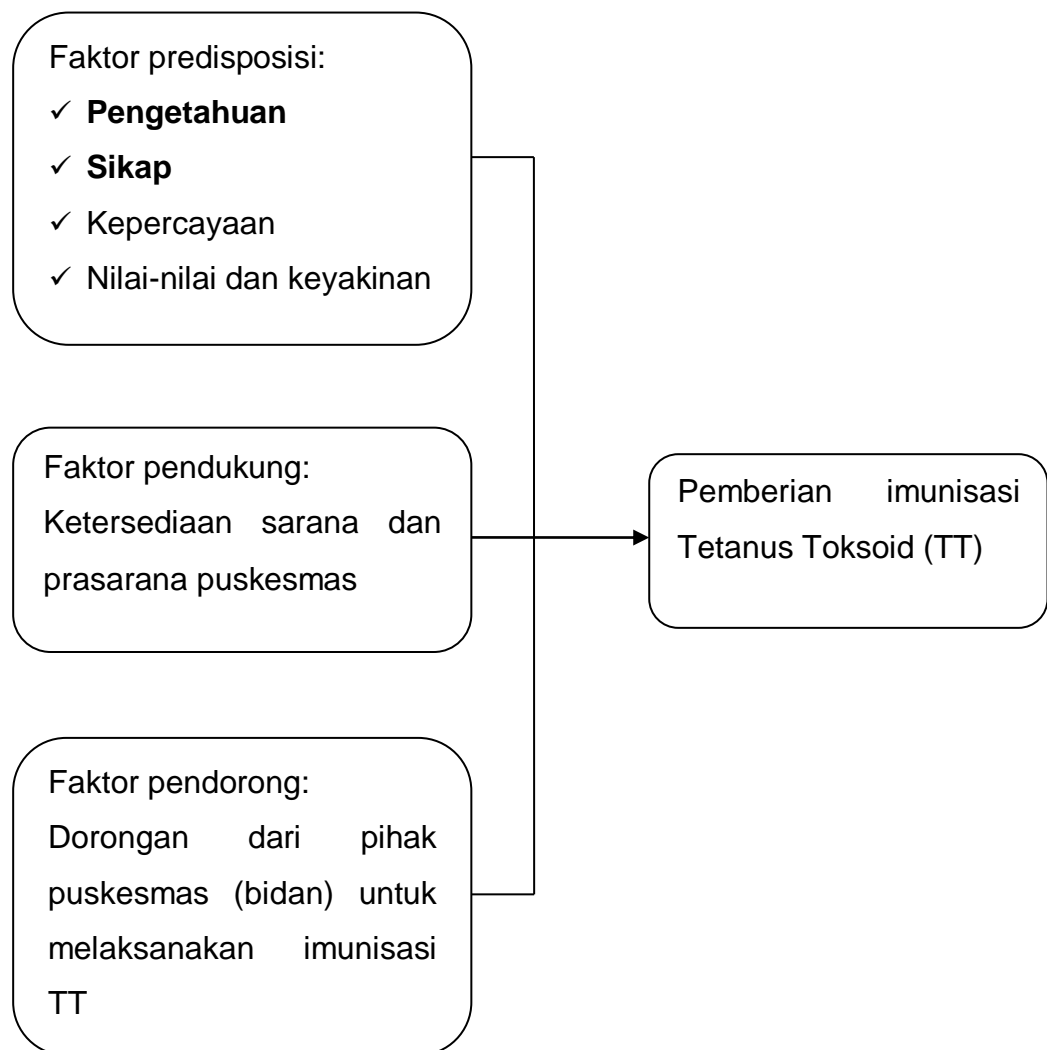 Faktor predisposisi:
✓ Pengetahuan
✓ Sikap
✓ Kepercayaan
✓ Nilai-nilai dan keyakinan
Faktor pendukung:
Ketersediaan sarana dan
prasarana puskesmas
Pemberian imunisasi
Tetanus Toksoid (TT)
Faktor pendorong:
Dorongan dari pihak
puskesmas (bidan) untuk
melaksanakan imunisasi
TT